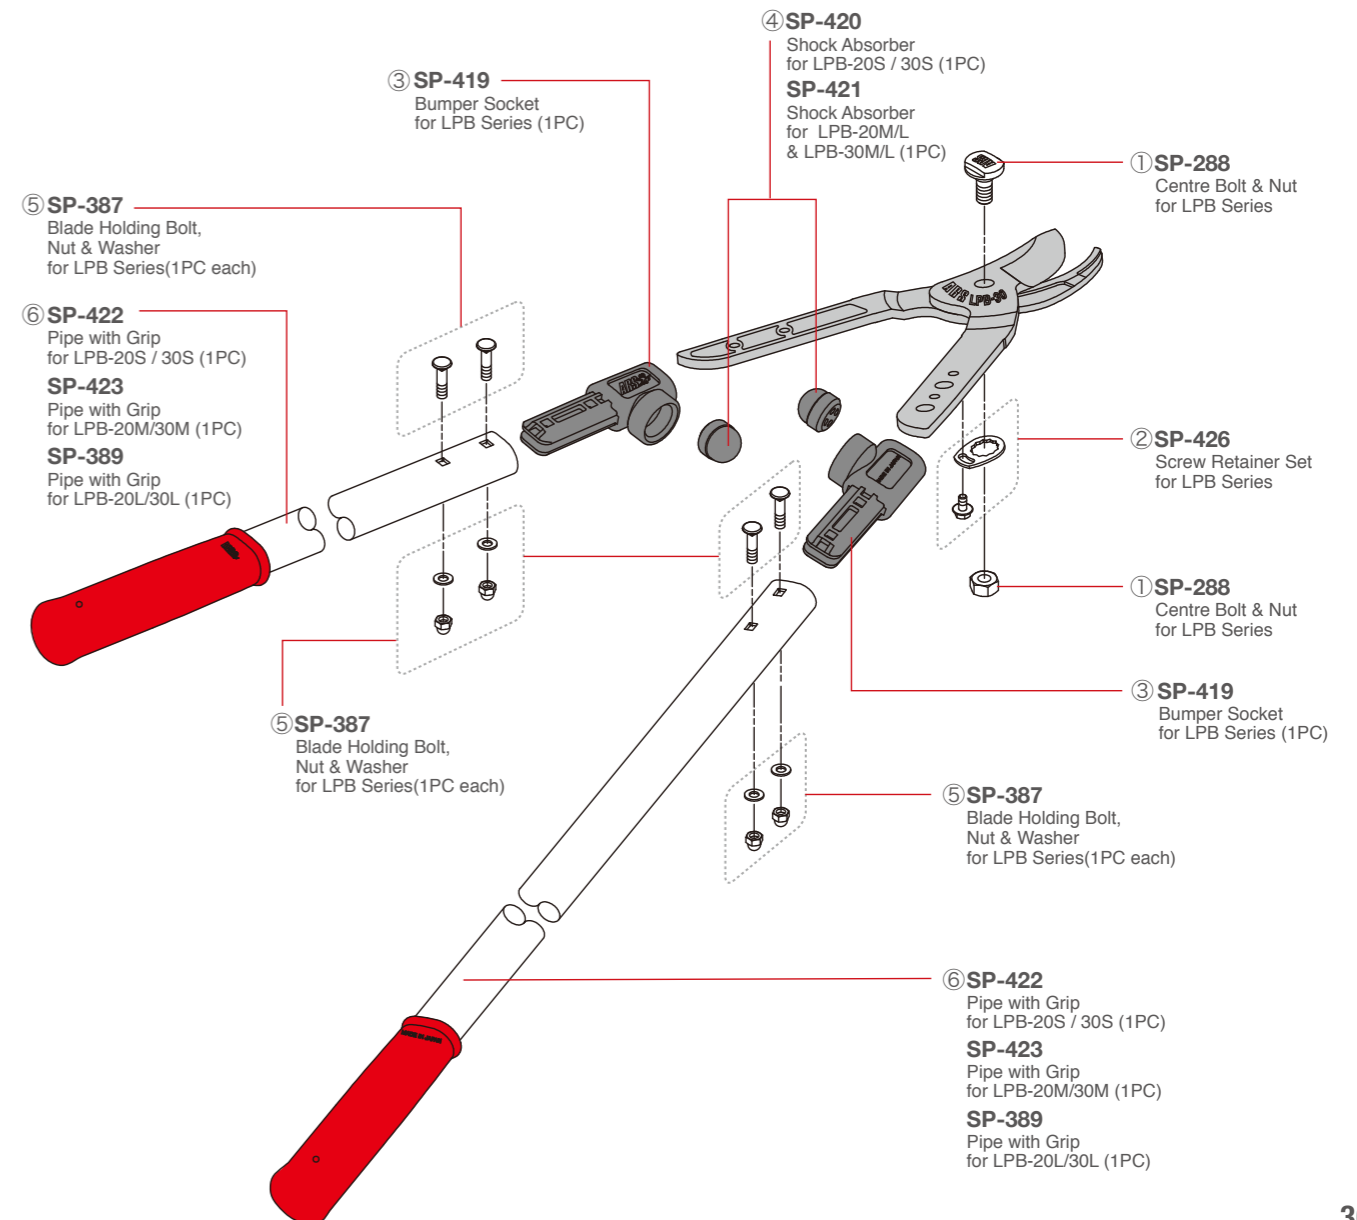 ④SP-420
Shock Absorber
for LPB-20S / 30S (1PC)
SP-421
Shock Absorber
for LPB-20M/L
& LPB-30M/L (1PC)
③SP-419
Bumper Socket
for LPB Series (1PC)
①SP-288
Centre Bolt & Nut
for LPB Series
⑤SP-387
Blade Holding Bolt,
Nut & Washer
for LPB Series(1PC each)
ARS LPB-30
⑥SP-422
Pipe with Grip
for LPB-20S / 30S (1PC)
SP-423
Pipe with Grip
for LPB-20M/30M (1PC)
SP-389
Pipe with Grip
for LPB-20L/30L (1PC)
ARS
②SP-426
Screw Retainer Set
for LPB Series
①SP-288
Centre Bolt & Nut
for LPB Series
③SP-419
Bumper Socket
for LPB Series (1PC)
⑤SP-387
Blade Holding Bolt,
Nut & Washer
for LPB Series(1PC each)
⑤SP-387
Blade Holding Bolt,
Nut & Washer
for LPB Series(1PC each)
⑥SP-422
Pipe with Grip
for LPB-20S / 30S (1PC)
SP-423
Pipe with Grip
for LPB-20M/30M (1PC)
SP-389
Pipe with Grip
for LPB-20L/30L (1PC)